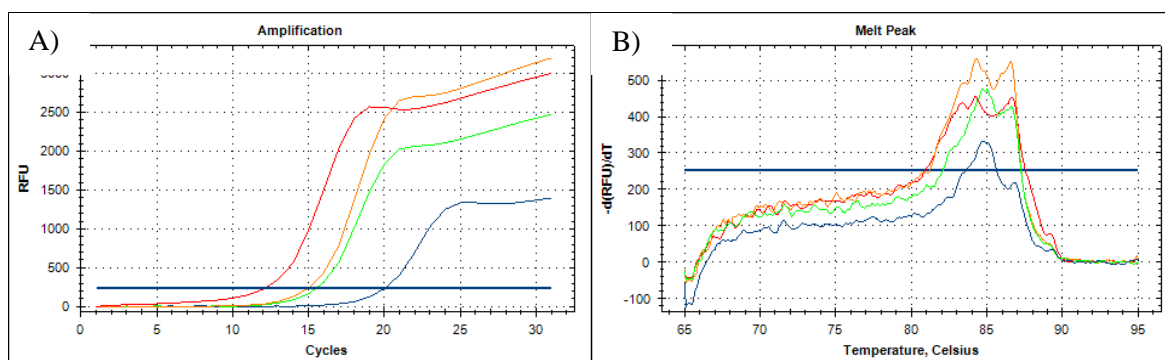 A)
Amplification
2500
2000
1500
1000
500
0
RFU
0 5 10 15 20 25 30
Cycles
B)
Melt Peak
500
400
300
200
100
0
-100
-d(RFU)/dT
65 70 75 80 85 90 95
Temperature, Celsius